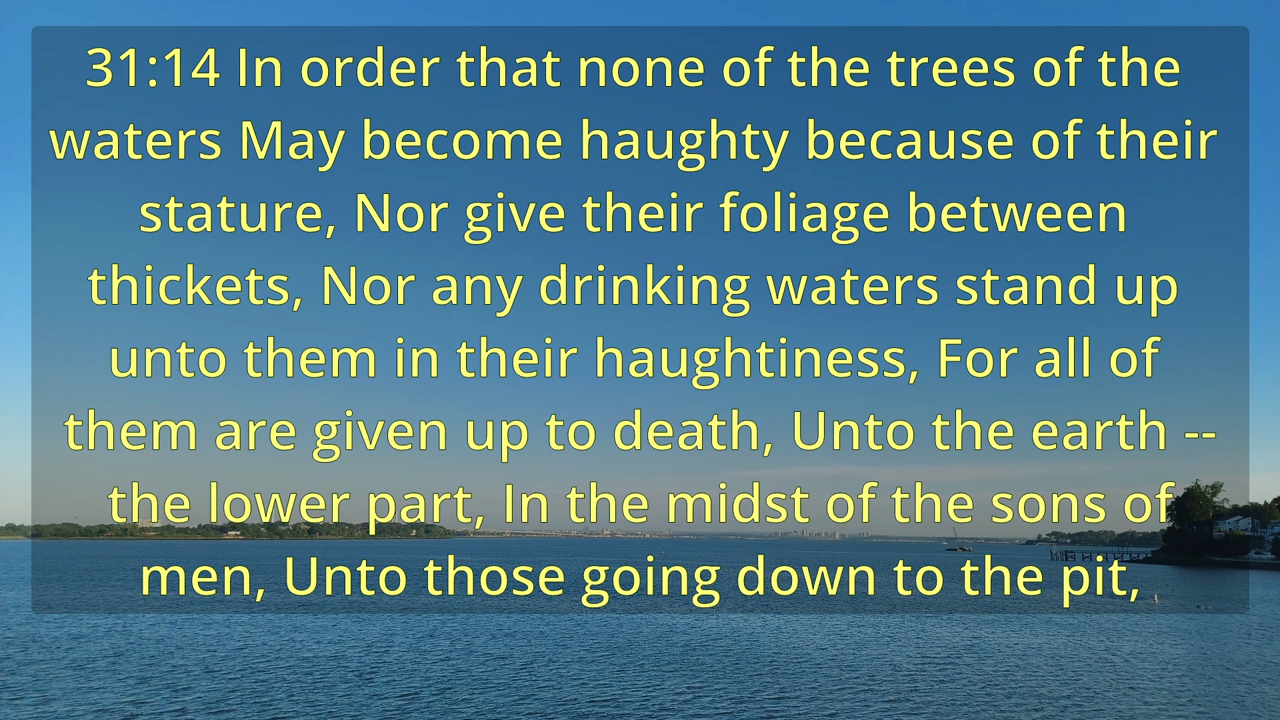 31:14 In order that none of the trees of the
waters May become haughty because of their
stature, Nor give their foliage between
thickets, Nor any drinking waters stand up
unto them in their haughtiness, For all of
them are given up to death, Unto the earth --
the lower part, In the midst of the sons of
men, Unto those going down to the pit,